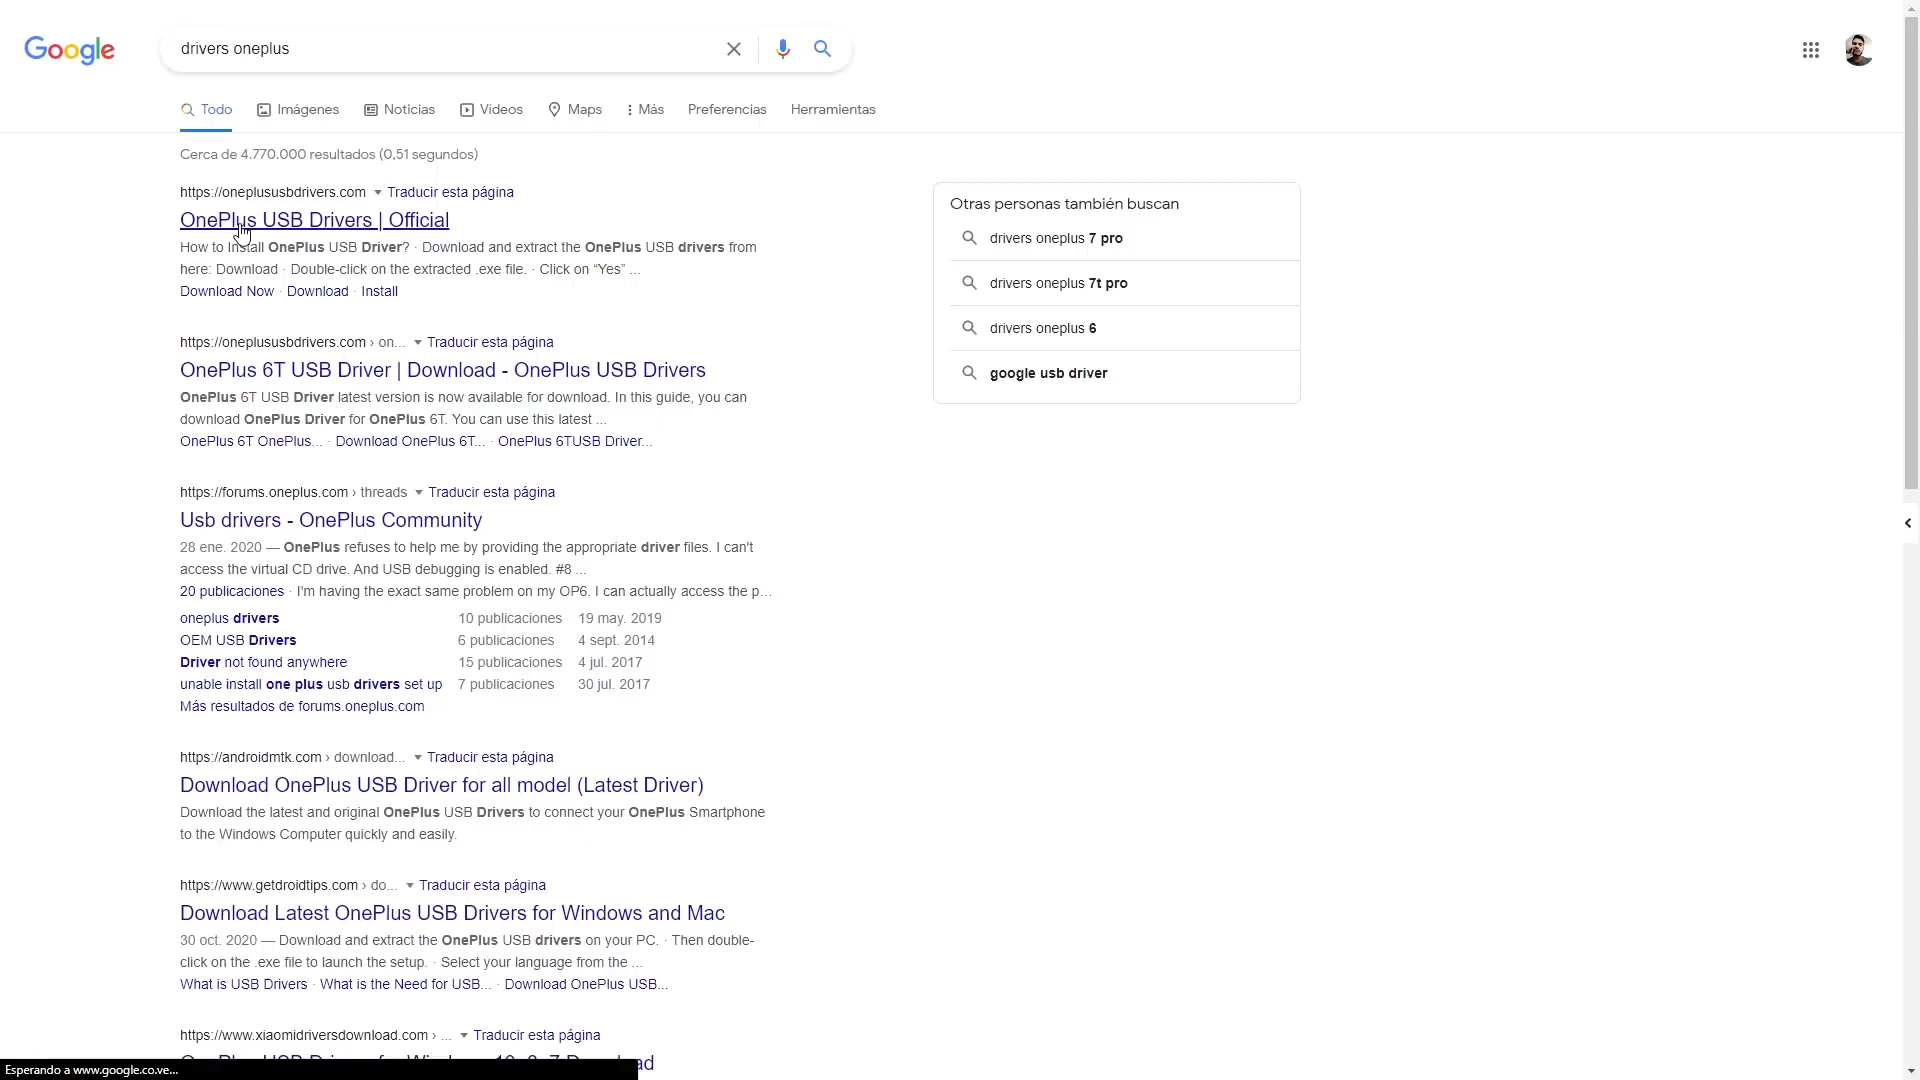 Google
drivers oneplus
Todo
Imágenes
Noticias
Vídeos
Maps
Más
Preferencias
Herramientas
Cerca de 4.770.000 resultados (0,51 segundos)
https://oneplususbdrivers.com Traducir esta página
OnePlus USB Drivers | Official
How to Install OnePlus USB Driver? · Download and extract the OnePlus USB drivers from
here: Download · Double-click on the extracted .exe file. · Click on “Yes” ...
Download Now · Download · Install
https://oneplususbdrivers.com › on... Traducir esta página
OnePlus 6T USB Driver | Download - OnePlus USB Drivers
OnePlus 6T USB Driver latest version is now available for download. In this guide, you can
download OnePlus Driver for OnePlus 6T. You can use this latest ...
OnePlus 6T OnePlus... · Download OnePlus 6T... · OnePlus 6TUSB Driver...
https://forums.oneplus.com › threads Traducir esta página
Usb drivers - OnePlus Community
28 ene. 2020 — OnePlus refuses to help me by providing the appropriate driver files. I can't
access the virtual CD drive. And USB debugging is enabled. #8 ...
20 publicaciones · I'm having the exact same problem on my OP6. I can actually access the p...
oneplus drivers 10 publicaciones 19 may. 2019
OEM USB Drivers 6 publicaciones 4 sept. 2014
Driver not found anywhere 15 publicaciones 4 jul. 2017
unable install one plus usb drivers set up 7 publicaciones 30 jul. 2017
Más resultados de forums.oneplus.com
https://androidmtk.com › download... Traducir esta página
Download OnePlus USB Driver for all model (Latest Driver)
Download the latest and original OnePlus USB Drivers to connect your OnePlus Smartphone
to the Windows Computer quickly and easily.
https://www.getdroidtips.com › do... Traducir esta página
Download Latest OnePlus USB Drivers for Windows and Mac
30 oct. 2020 — Download and extract the OnePlus USB drivers on your PC. · Then double-
click on the .exe file to launch the setup. · Select your language from the ...
What is USB Drivers · What is the Need for USB... · Download OnePlus USB...
https://www.xiaomidriversdownload.com › ... Traducir esta página
Esperando a www.google.co.ve...
Otras personas también buscan
drivers oneplus 7 pro
drivers oneplus 7t pro
drivers oneplus 6
google usb driver